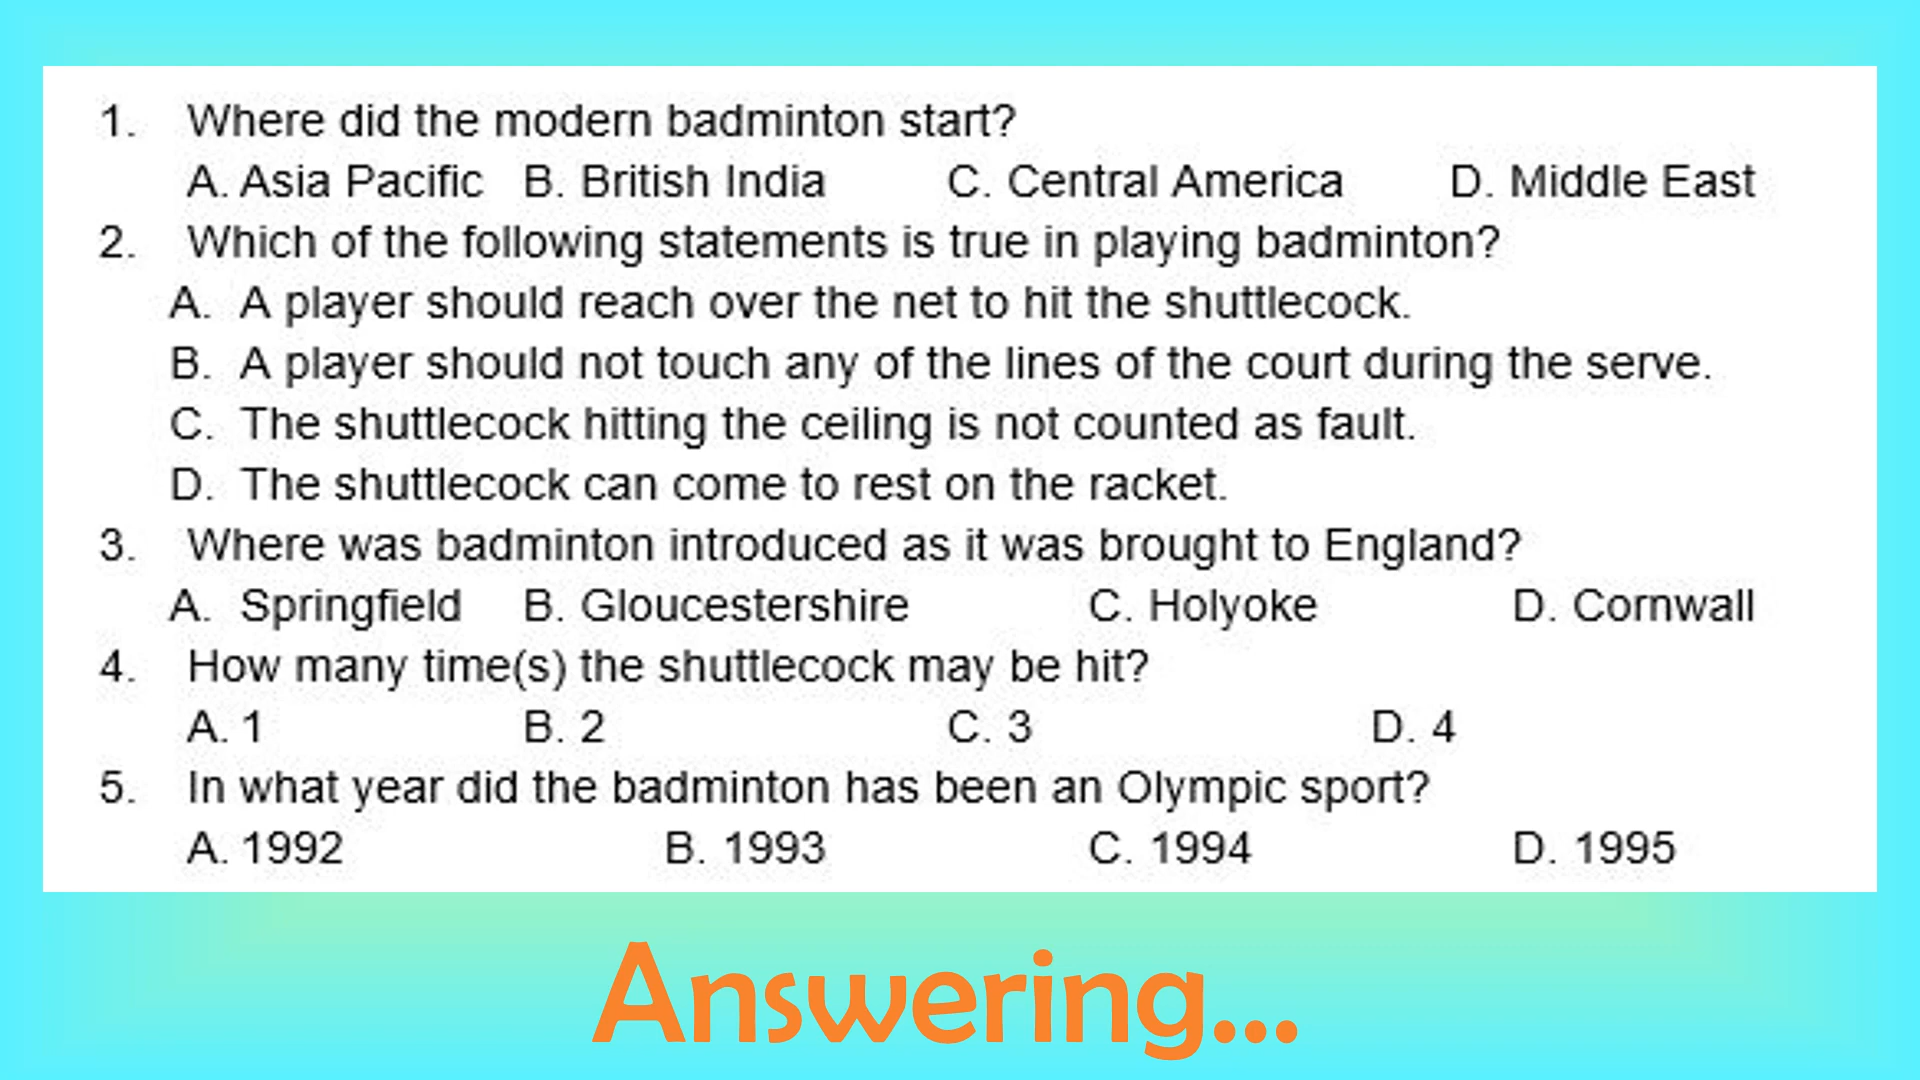 1. Where did the modern badminton start?
A. Asia Pacific B. British India C. Central America D. Middle East
2. Which of the following statements is true in playing badminton?
A. A player should reach over the net to hit the shuttlecock.
B. A player should not touch any of the lines of the court during the serve.
C. The shuttlecock hitting the ceiling is not counted as fault.
D. The shuttlecock can come to rest on the racket.
3. Where was badminton introduced as it was brought to England?
A. Springfield B. Gloucestershire C. Holyoke D. Cornwall
4. How many time(s) the shuttlecock may be hit?
A. 1 B. 2 C. 3 D. 4
5. In what year did the badminton has been an Olympic sport?
A. 1992 B. 1993 C. 1994 D. 1995
Answering...